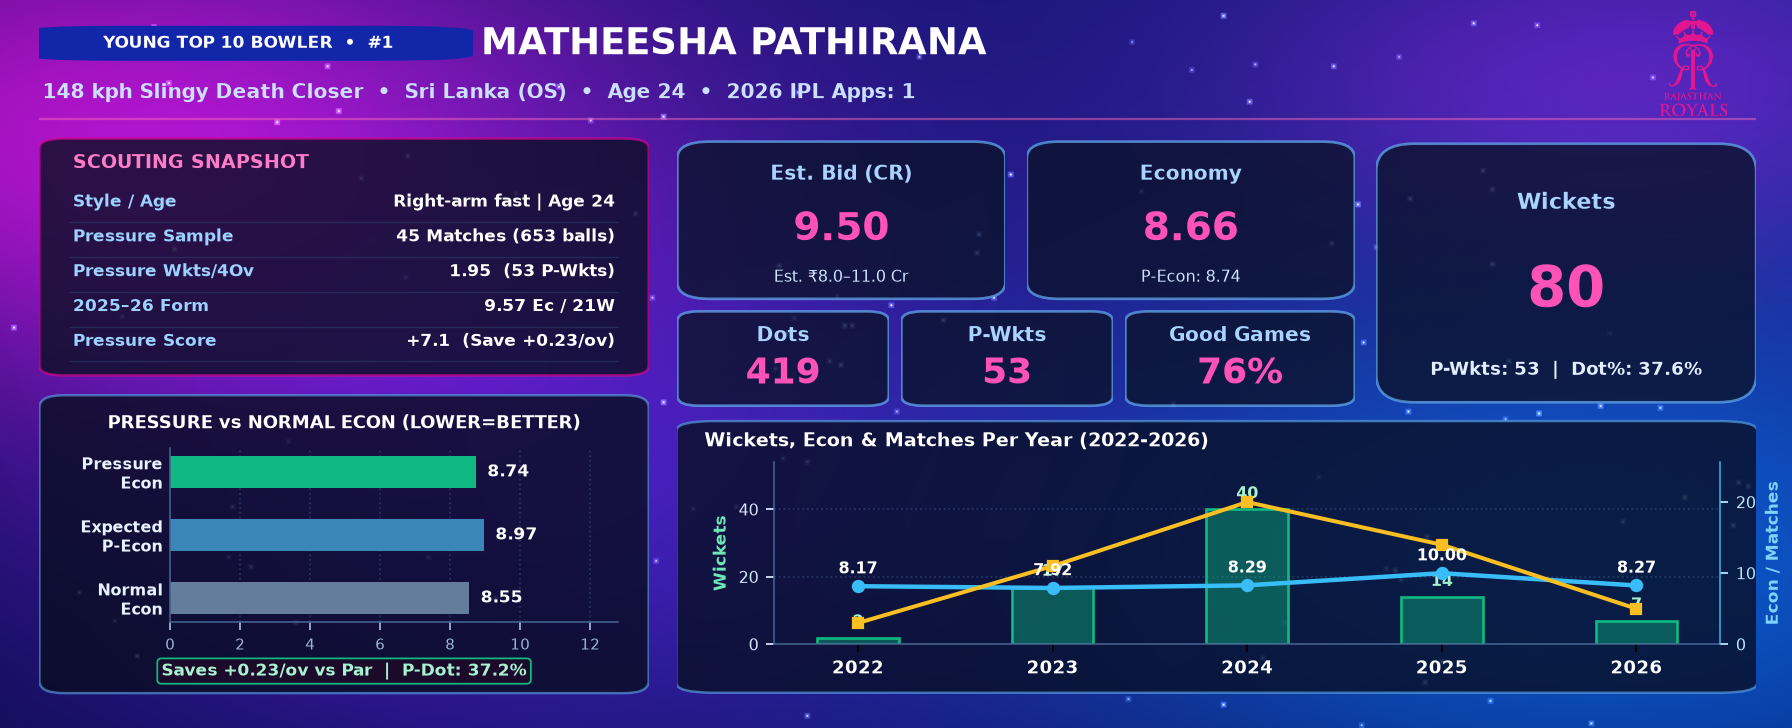 YOUNG TOP 10 BOWLER • #1
MATHEESHA PATHIRANA
148 kph Slingy Death Closer • Sri Lanka (OS) • Age 24 • 2026 IPL Apps: 1
RAJASTHAN
ROYALS
SCOUTING SNAPSHOT
Style / Age Right-arm fast | Age 24
Pressure Sample 45 Matches (653 balls)
Pressure Wkts/4Ov 1.95 (53 P-Wkts)
2025–26 Form 9.57 Ec / 21W
Pressure Score +7.1 (Save +0.23/ov)
Est. Bid (CR)
9.50
Est. ₹8.0–11.0 Cr
Economy
8.66
P-Econ: 8.74
Wickets
80
P-Wkts: 53 | Dot%: 37.6%
Dots
419
P-Wkts
53
Good Games
76%
PRESSURE vs NORMAL ECON (LOWER=BETTER)
Pressure
Econ
8.74
Expected
P-Econ
8.97
Normal
Econ
8.55
0 2 4 6 8 10 12
Saves +0.23/ov vs Par | P-Dot: 37.2%
Wickets, Econ & Matches Per Year (2022-2026)
Wickets
40
20
0
8.17
7.92
40
8.29
10.00
14
8.27
7
20
10
0
Econ / Matches
2022 2023 2024 2025 2026